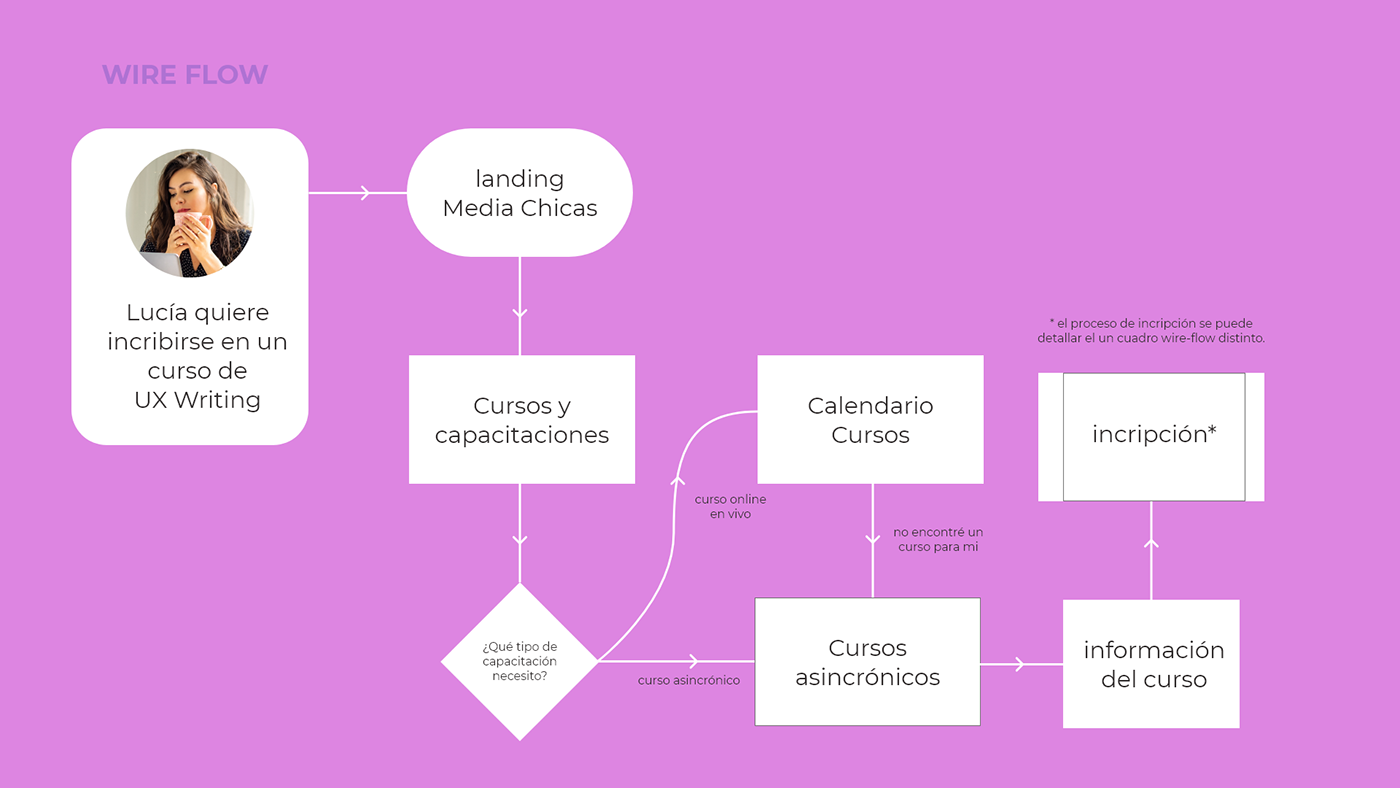 WIRE FLOW
Lucía quiere
incribirse en un
curso de
UX Writing
landing
Media Chicas
Cursos y
capacitaciones
¿Qué tipo de
capacitación
necesito?
curso online
en vivo
curso asincrónico
Calendario
Cursos
no encontré un
curso para mi
Cursos
asincrónicos
información
del curso
* el proceso de incripción se puede
detallar el un cuadro wire-flow distinto.
incripción*